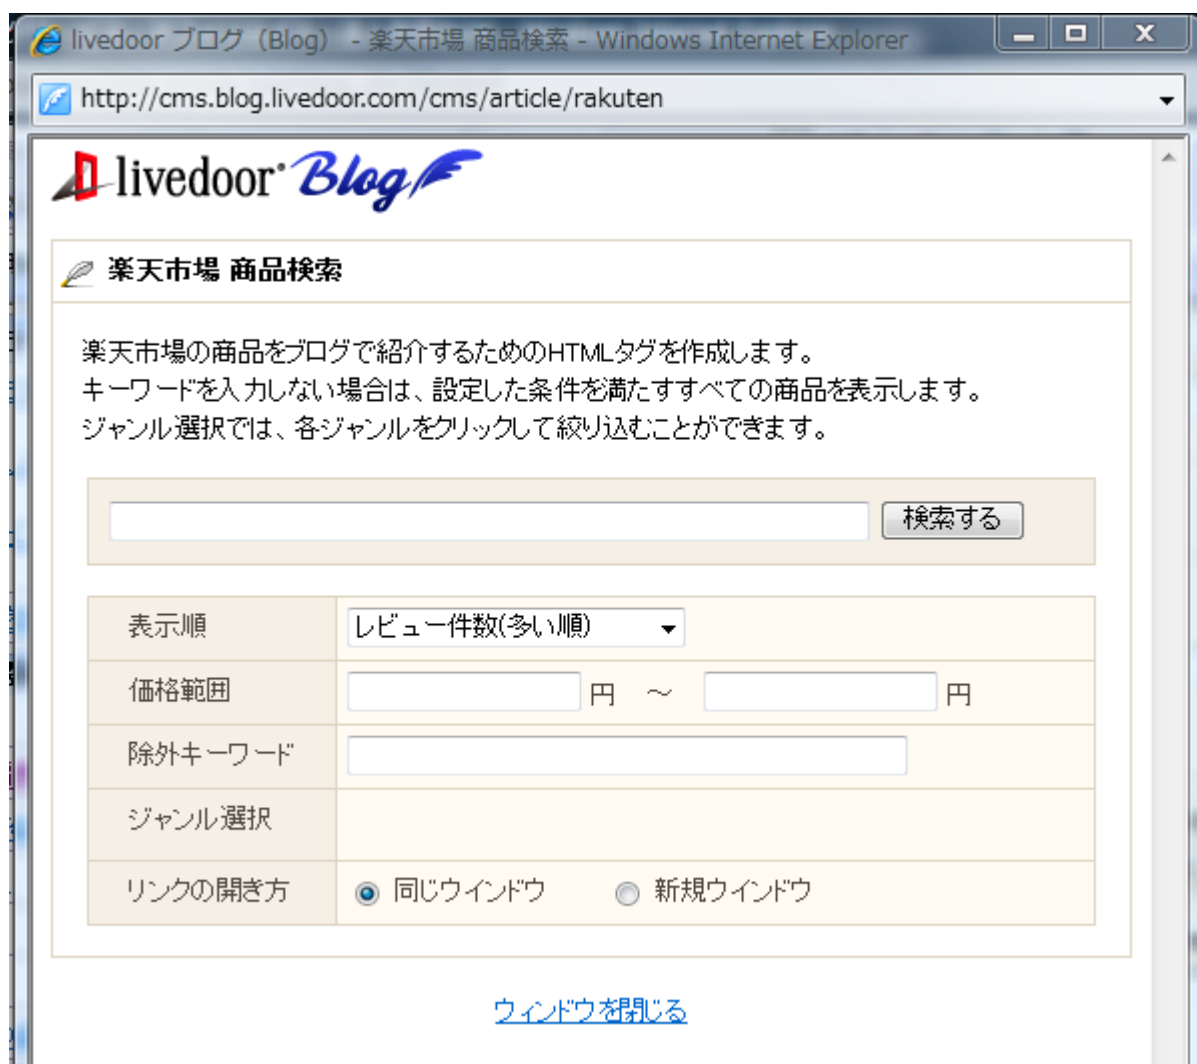 livedoor ブログ（Blog） - 楽天市場 商品検索 - Windows Internet Explorer
http://cms.blog.livedoor.com/cms/article/rakuten
livedoor Blog
楽天市場 商品検索
楽天市場の商品をブログで紹介するためのHTMLタグを作成します。
キーワードを入力しない場合は、設定した条件を満たすすべての商品を表示します。
ジャンル選択では、各ジャンルをクリックして絞り込むことができます。
検索する
表示順 レビュー件数(多い順)
価格範囲 円 ～ 円
除外キーワード
ジャンル選択
リンクの開き方 同じウインドウ 新規ウインドウ
ウィンドウを閉じる